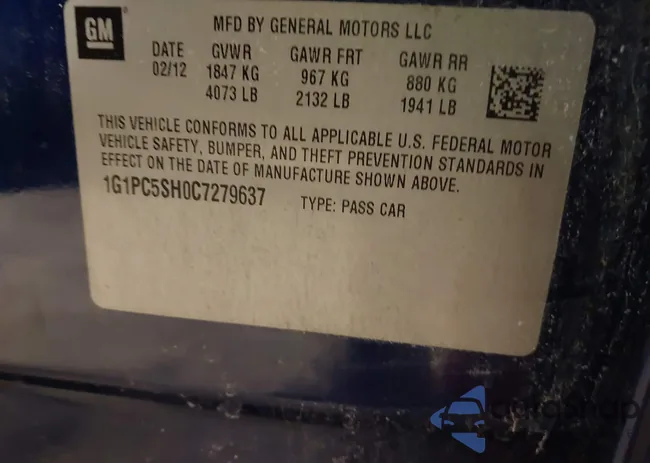 GM
MFD BY GENERAL MOTORS LLC
DATE GVWR GAWR FRT GAWR RR
02/12 1847 KG 967 KG 880 KG
4073 LB 2132 LB 1941 LB
THIS VEHICLE CONFORMS TO ALL APPLICABLE U.S. FEDERAL MOTOR
VEHICLE SAFETY, BUMPER, AND THEFT PREVENTION STANDARDS IN
EFFECT ON THE DATE OF MANUFACTURE SHOWN ABOVE.
1G1PC5SH0C7279637 TYPE: PASS CAR